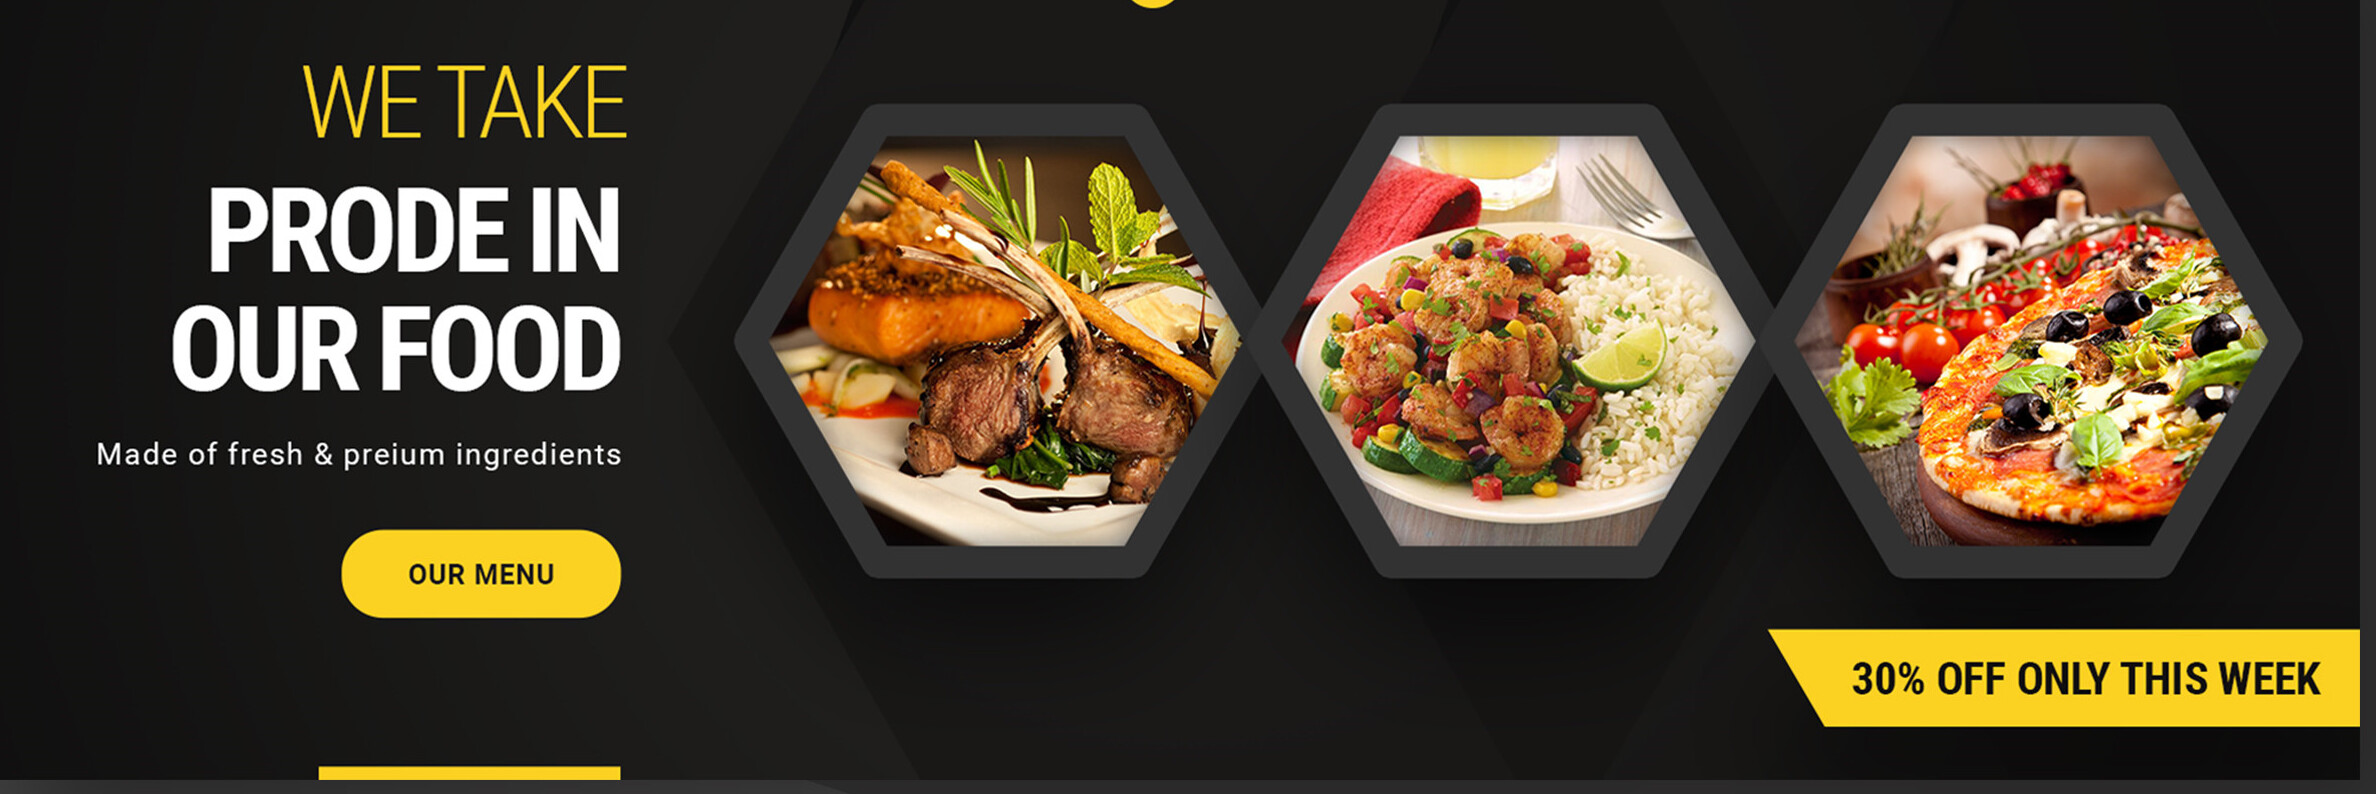 WE TAKE
PRODE IN
OUR FOOD
Made of fresh & preium ingredients
OUR MENU
30% OFF ONLY THIS WEEK